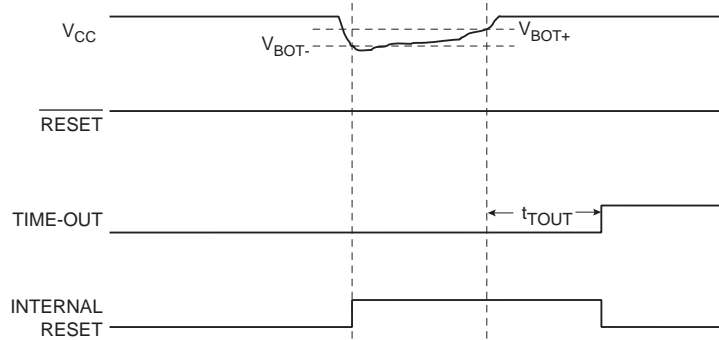 VCC
VBOT-
VBOT+
RESET
TIME-OUT
tTOUT
INTERNAL
RESET